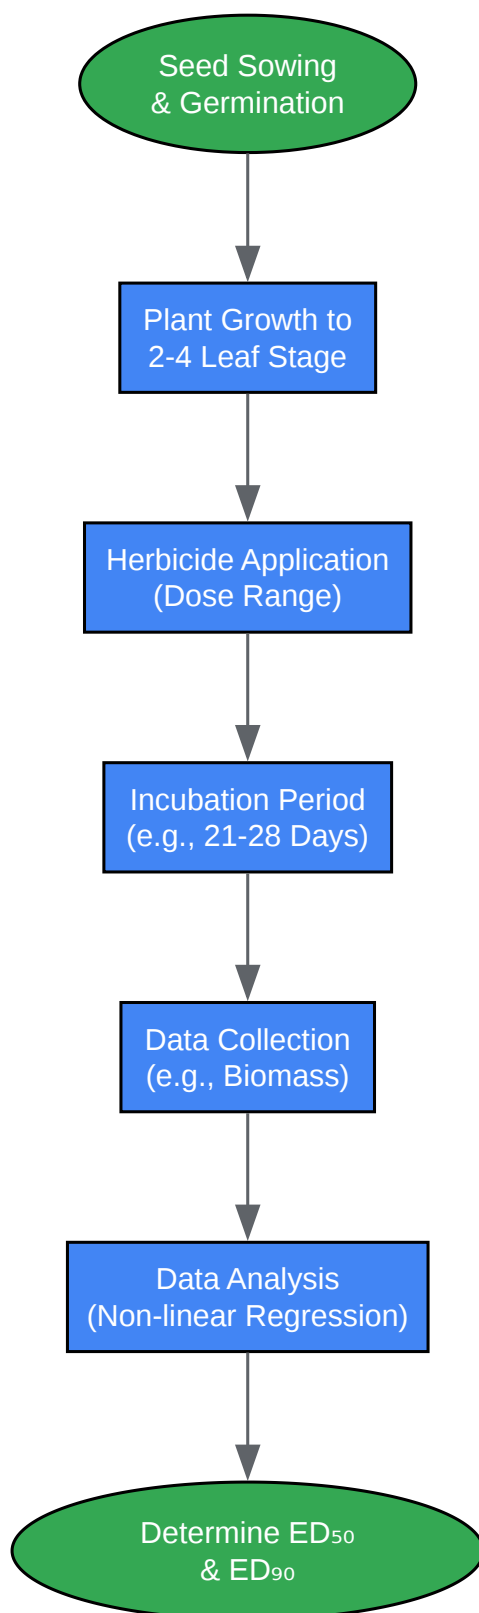 Seed Sowing
& Germination
Plant Growth to
2-4 Leaf Stage
Herbicide Application
(Dose Range)
Incubation Period
(e.g., 21-28 Days)
Data Collection
(e.g., Biomass)
Data Analysis
(Non-linear Regression)
Determine ED₅₀
& ED₉₀